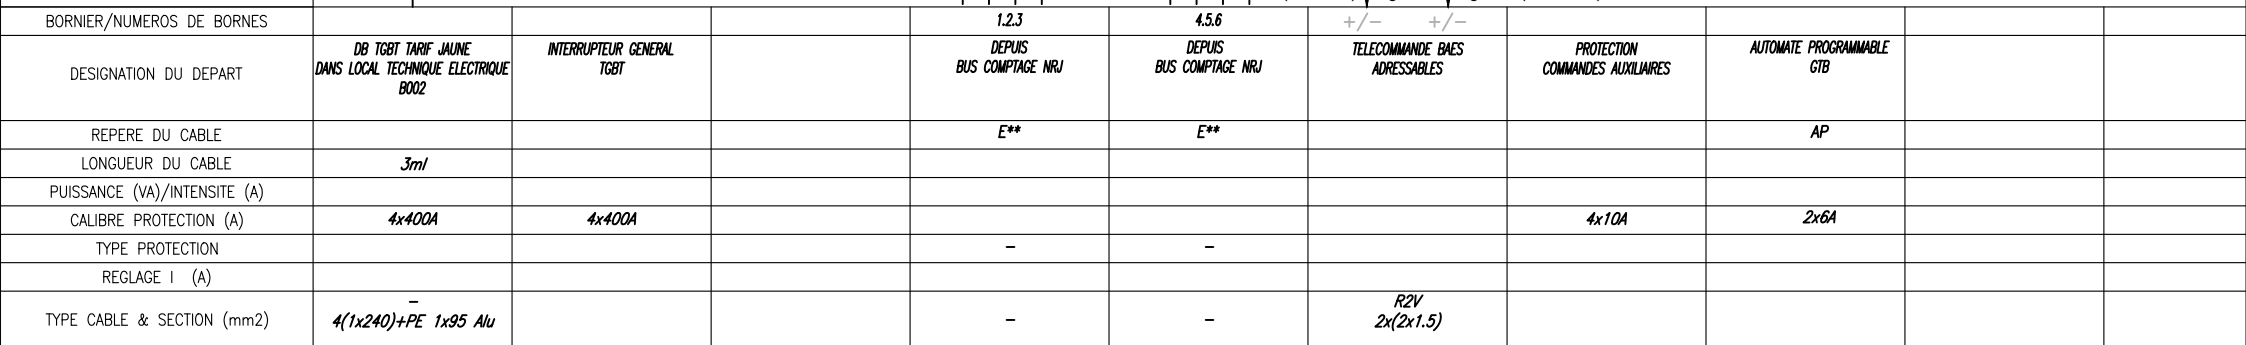 BORNIER/NUMEROS DE BORNES 1.2.3 4.5.6 +/- +/-
DESIGNATION DU DEPART
DB TGBT TARIF JAUNE
DANS LOCAL TECHNIQUE ELECTRIQUE
B002
INTERRUPTEUR GENERAL
TGBT
DEPUIS
BUS COMPTAGE NRJ
DEPUIS
BUS COMPTAGE NRJ
TELECOMMANDE BAES
ADRESSABLES
PROTECTION
COMMANDES AUXILIAIRES
AUTOMATE PROGRAMMABLE
GTB
REPERE DU CABLE E** E** AP
LONGUEUR DU CABLE 3ml
PUISSANCE (VA)/INTENSITE (A)
CALIBRE PROTECTION (A) 4x400A 4x400A 4x10A 2x6A
TYPE PROTECTION - -
REGLAGE I (A)
TYPE CABLE & SECTION (mm2)
-
4(1x240)+PE 1x95 Alu
-
-
R2V
2x(2x1.5)